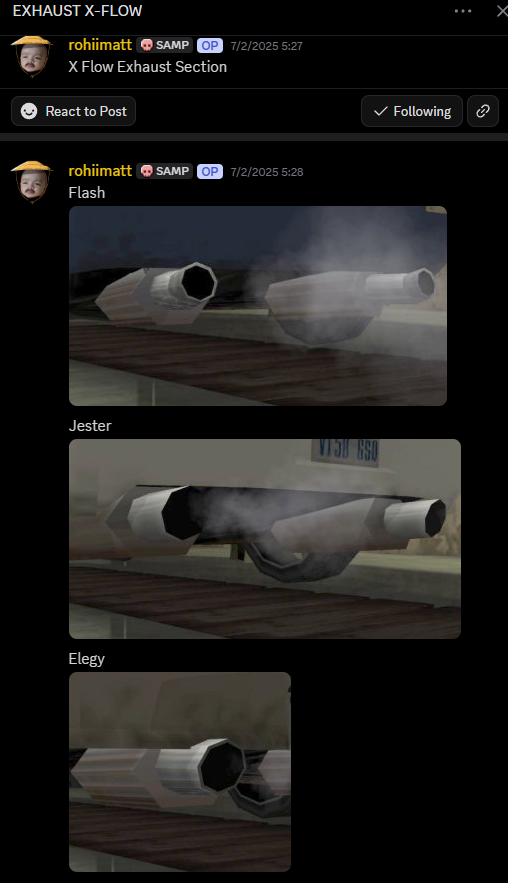 EXHAUST X-FLOW
rohiimatt SAMP OP 7/2/2025 5:27
X Flow Exhaust Section
React to Post
Following
rohiimatt SAMP OP 7/2/2025 5:28
Flash
Jester
Elegy